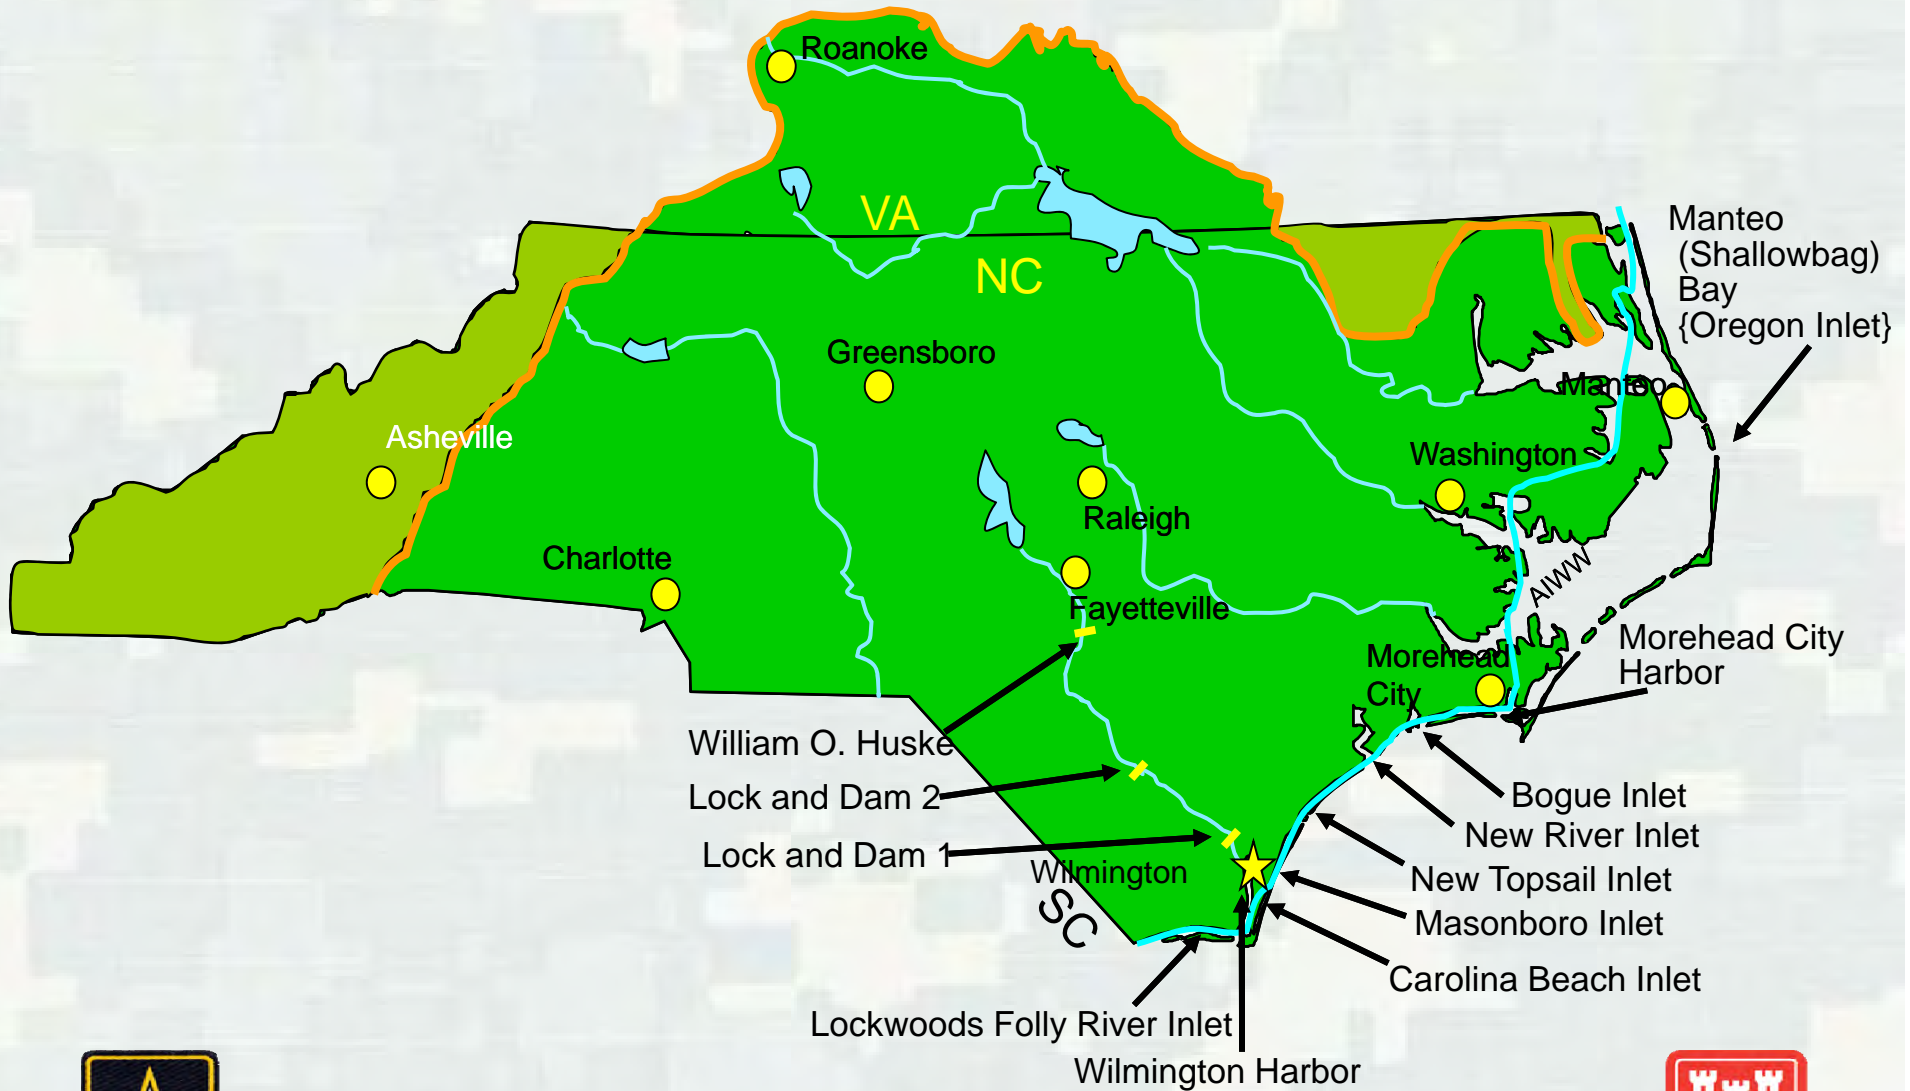 Roanoke
VA
NC
Manteo
(Shallowbag)
Bay
{Oregon Inlet}
Greensboro
Manteo
Asheville
Washington
Raleigh
Charlotte
AIWW
Fayetteville
Morehead City
Harbor
Morehead
City
William O. Huske
Lock and Dam 2
Bogue Inlet
New River Inlet
Lock and Dam 1
Wilmington
New Topsail Inlet
SC
Masonboro Inlet
Carolina Beach Inlet
Lockwoods Folly River Inlet
Wilmington Harbor